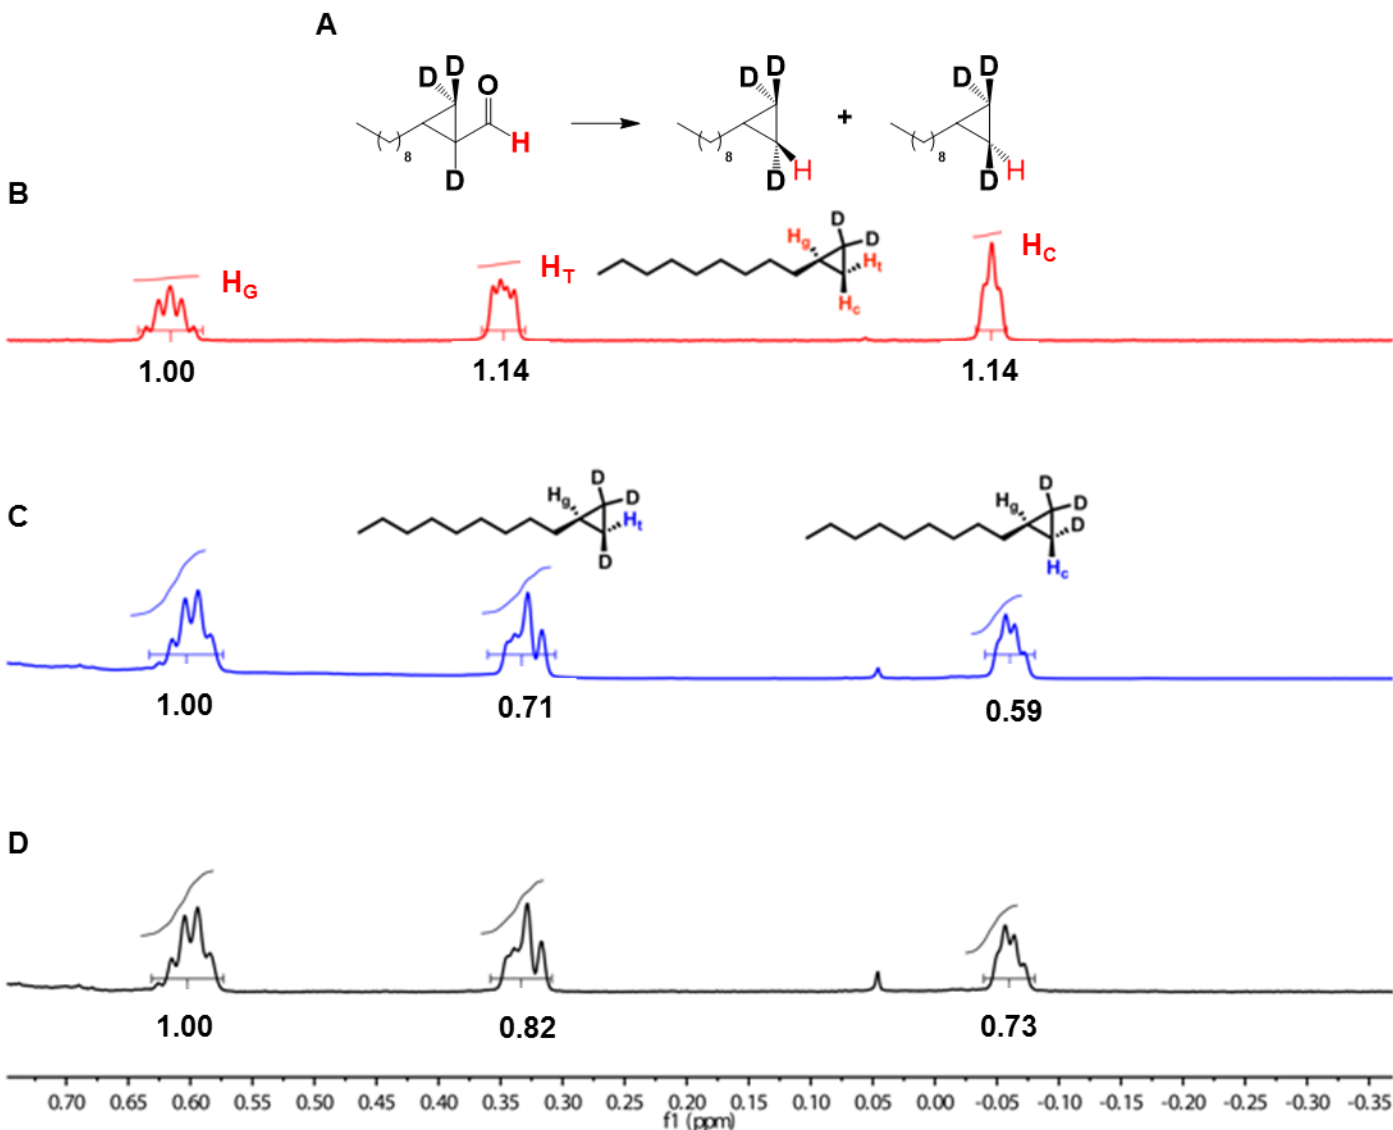 A
D D O
H
( ) 8
D
D D
( ) 8
H
D
+
D D
( ) 8
H
D
B
HG
HT
HC
D
Hg D
Ht
Hc
1.00 1.14 1.14
C
D
Hg D
Ht
D
D
Hg D
D
Hc
1.00 0.71 0.59
D
1.00 0.82 0.73
0.70 0.65 0.60 0.55 0.50 0.45 0.40 0.35 0.30 0.25 0.20 0.15 0.10 0.05 0.00 -0.05 -0.10 -0.15 -0.20 -0.25 -0.30 -0.35
f1 (ppm)